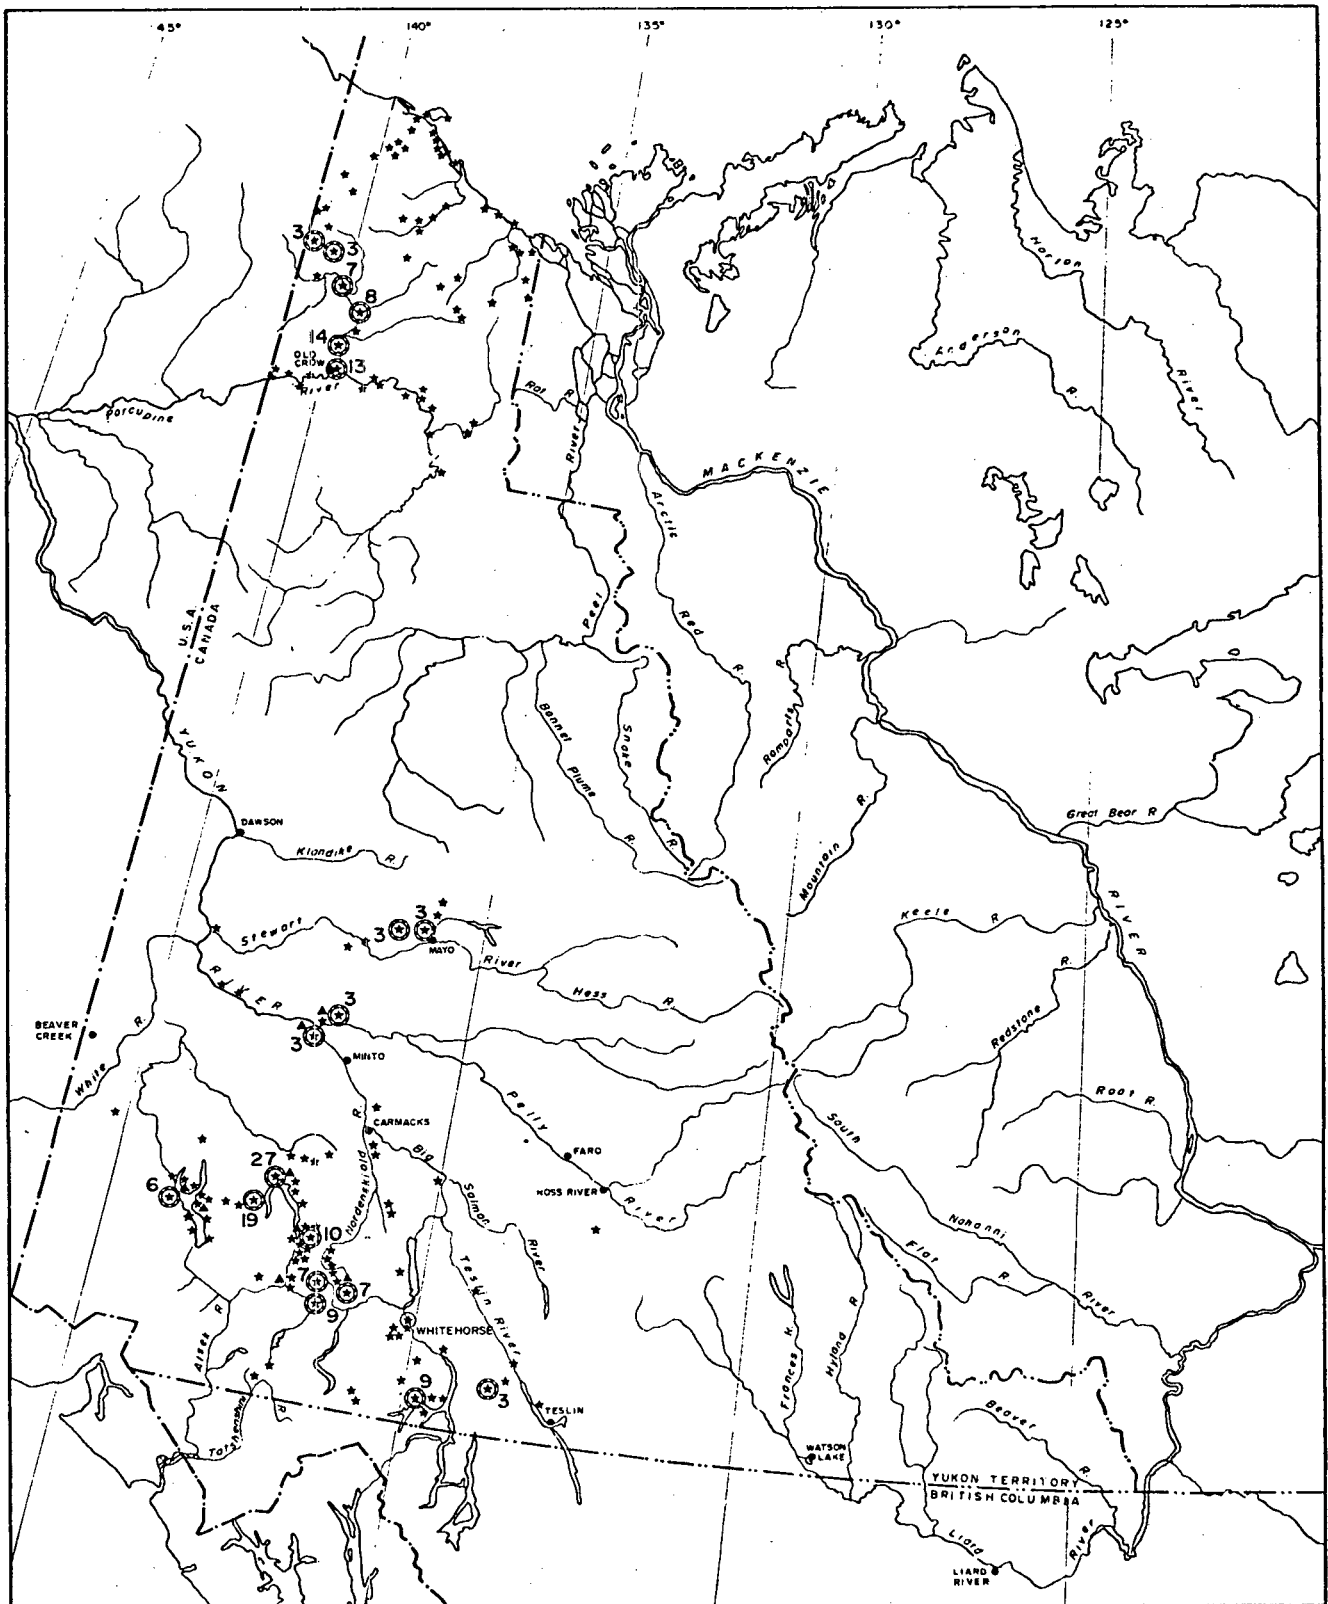 45° 140° 135° 130° 125°
3
3
7
8
14
OLD
CROW
13
River
Porcupine
Rat R.
River
Peel
MACKENZIE
Arctic
Red
R.
Horton
River
Anderson
R.
U.S.A.
CANADA
YUKON
Bonnet
Plume
R.
Snake
R.
Ramparts
R.
Mountain
R.
Great Bear R
DAWSON
Klondike R.
Stewart
River
3
3
MAYO
Hess R.
Keele R
RIVER
R.
Redstone
Root R.
RIVER
3
3
MINTO
BEAVER
CREEK
White R.
R.
CARMACKS
Nordenskiold
Pelly
River
FARO
ROSS RIVER
Big
Salmon
River
South
Nahanni
River
Flat
R.
27
6
19
10
7
7
9
Teslin River
WHITEHORSE
Alsek R
Tatshenshini
R
9
3
TESLIN
Frances R.
Hyland R
Beaver
R.
WATSON
LAKE
YUKON TERRITORY
BRITISH COLUMBIA
Liard
River
LIARD
RIVER